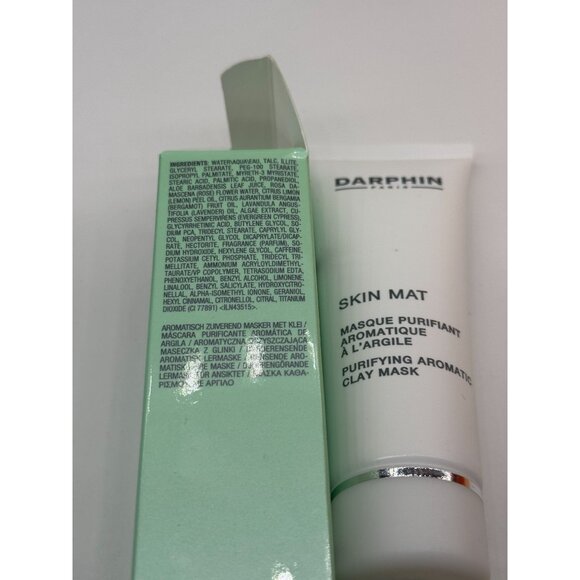 INGREDIENTS: WATER\AQUA\EAU, TALC, ILLITE,
GLYCERYL STEARATE, PEG-100 STEARATE,
ISOPROPYL PALMITATE, MYRETH-3 MYRISTATE,
STEARIC ACID, PALMITIC ACID, PROPANEDIOL,
ALOE BARBADENSIS LEAF JUICE, ROSA DA-
MASCENA (ROSE) FLOWER WATER, CITRUS LIMON
(LEMON) PEEL OIL, CITRUS AURANTIUM BERGAMIA
(BERGAMOT) FRUIT OIL, LAVANDULA ANGUS-
TIFOLIA (LAVENDER) OIL, ALGAE EXTRACT, CU-
PRESSUS SEMPERVIRENS (EVERGREEN CYPRESS),
GLYCYRRHETINIC ACID, BUTYLENE GLYCOL, SO-
DIUM PCA, TRIDECYL STEARATE, CAPRYLYL GLY-
COL, NEOPENTYL GLYCOL DICAPRYLATE/DICAP-
RATE, HECTORITE, FRAGRANCE (PARFUM), SO-
DIUM HYDROXIDE, HEXYLENE GLYCOL, CAFFEINE,
POTASSIUM CETYL PHOSPHATE, TRIDECYL TRI-
MELLITATE, AMMONIUM ACRYLOYLDIMETHYL-
TAURATE/VP COPOLYMER, TETRASODIUM EDTA,
PHENOXYETHANOL, BENZYL ALCOHOL, LIMONENE,
LINALOOL, BENZYL SALICYLATE, HYDROXYCITRO-
NELLAL, ALPHA-ISOMETHYL IONONE, GERANIOL,
HEXYL CINNAMAL, CITRONELLOL, CITRAL, TITANIUM
DIOXIDE (CI 77891) <ILN43515>
AROMATISCH ZUIVEREND MASKER MET KLEI /
MÁSCARA PURIFICANTE AROMÁTICA DE
ARGILA / AROMATYCZNA OCZYSZCZAJĄCA
MASECZKA Z GLINKI /
AROMATISK LERMASKE /
LERMASK FÖR ANSIKTET /
DARPHIN
PARIS
SKIN MAT
MASQUE PURIFIANT
AROMATIQUE
À L'ARGILE
PURIFYING AROMATIC
CLAY MASK